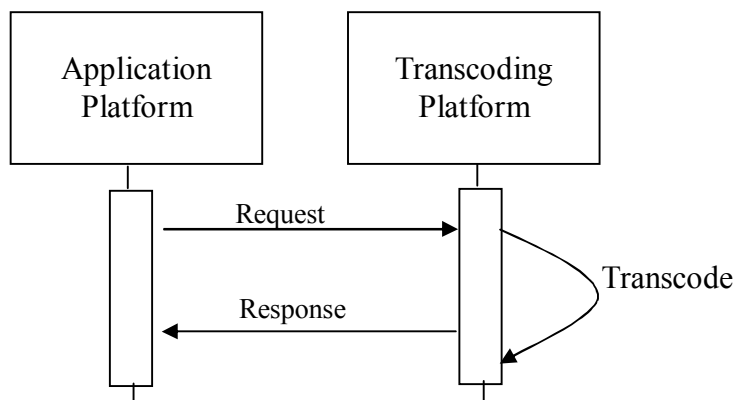 Application
Platform
Transcoding
Platform
Request
Transcode
Response